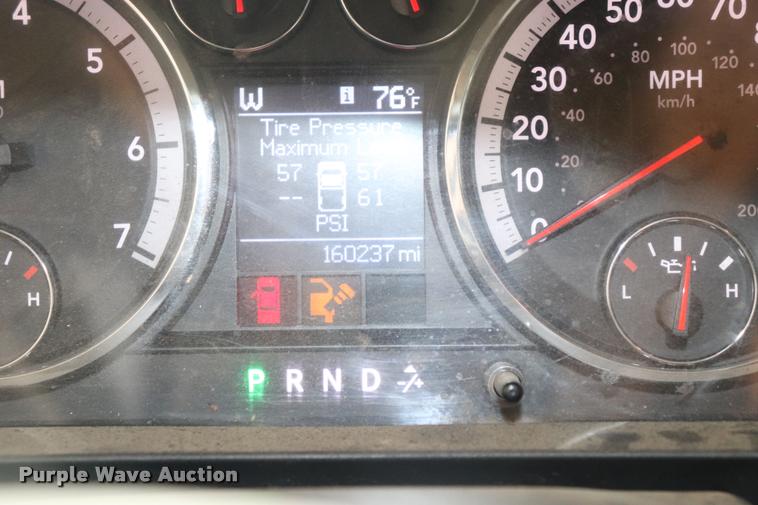 4
5
6
7
H
W i 76°F
Tire Pressure
Maximum
57 57
-- 61
PSI
160237 mi
P R N D -/+
0
10
20
30
40
50
60
70
MPH
km/h
20
40
60
80
100
120
140
L H
Purple Wave Auction